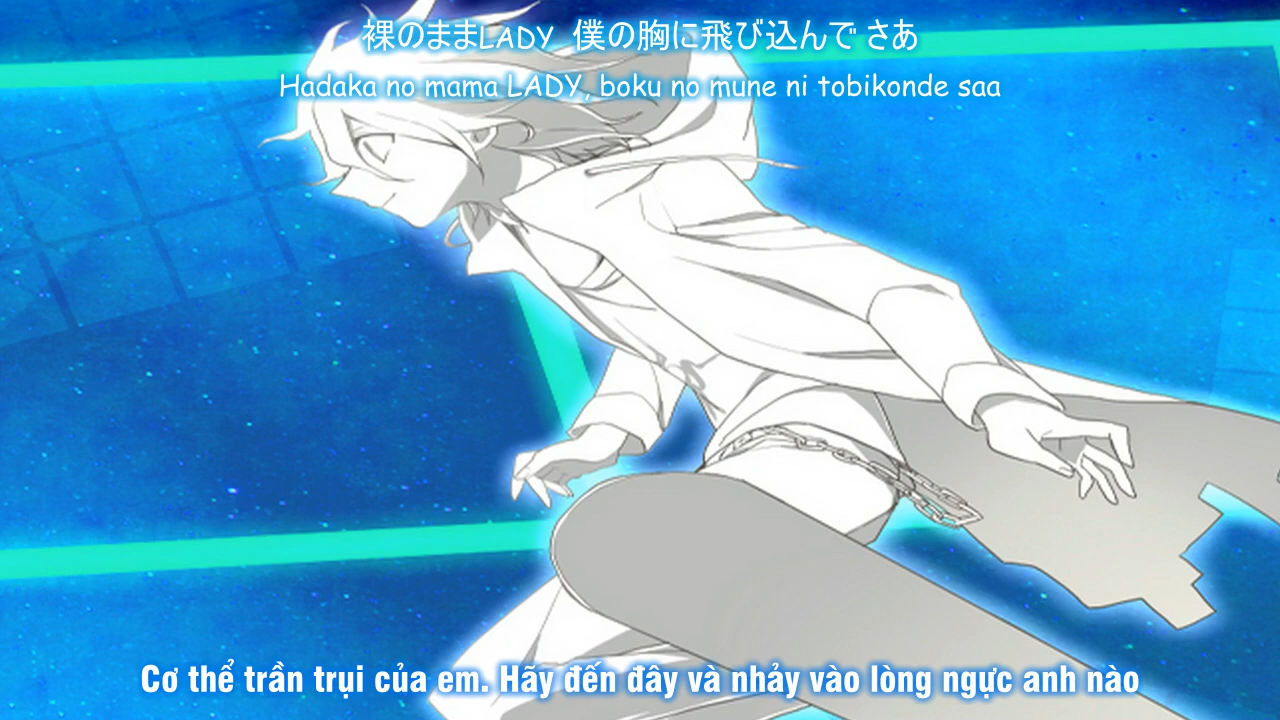 裸のままLADY 僕の胸に飛び込んで さあ
Hadaka no mama LADY, boku no mune ni tobikonde saa
Cơ thể trần trụi của em. Hãy đến đây và nhảy vào lòng ngực anh nào